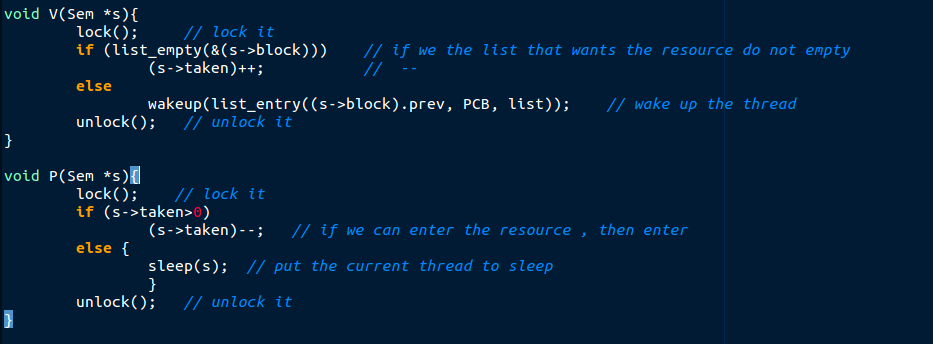 void V(Sem *s){
lock();     // lock it
if (list_empty(&(s->block)))    // if we the list that wants the resource do not empty
(s->taken)++;           //  --
else
wakeup(list_entry((s->block).prev, PCB, list));    // wake up the thread
unlock();   // unlock it
}
void P(Sem *s){
lock();    // lock it
if (s->taken>0)
(s->taken)--;   // if we can enter the resource , then enter
else {
sleep(s);  // put the current thread to sleep
}
unlock();   // unlock it
}